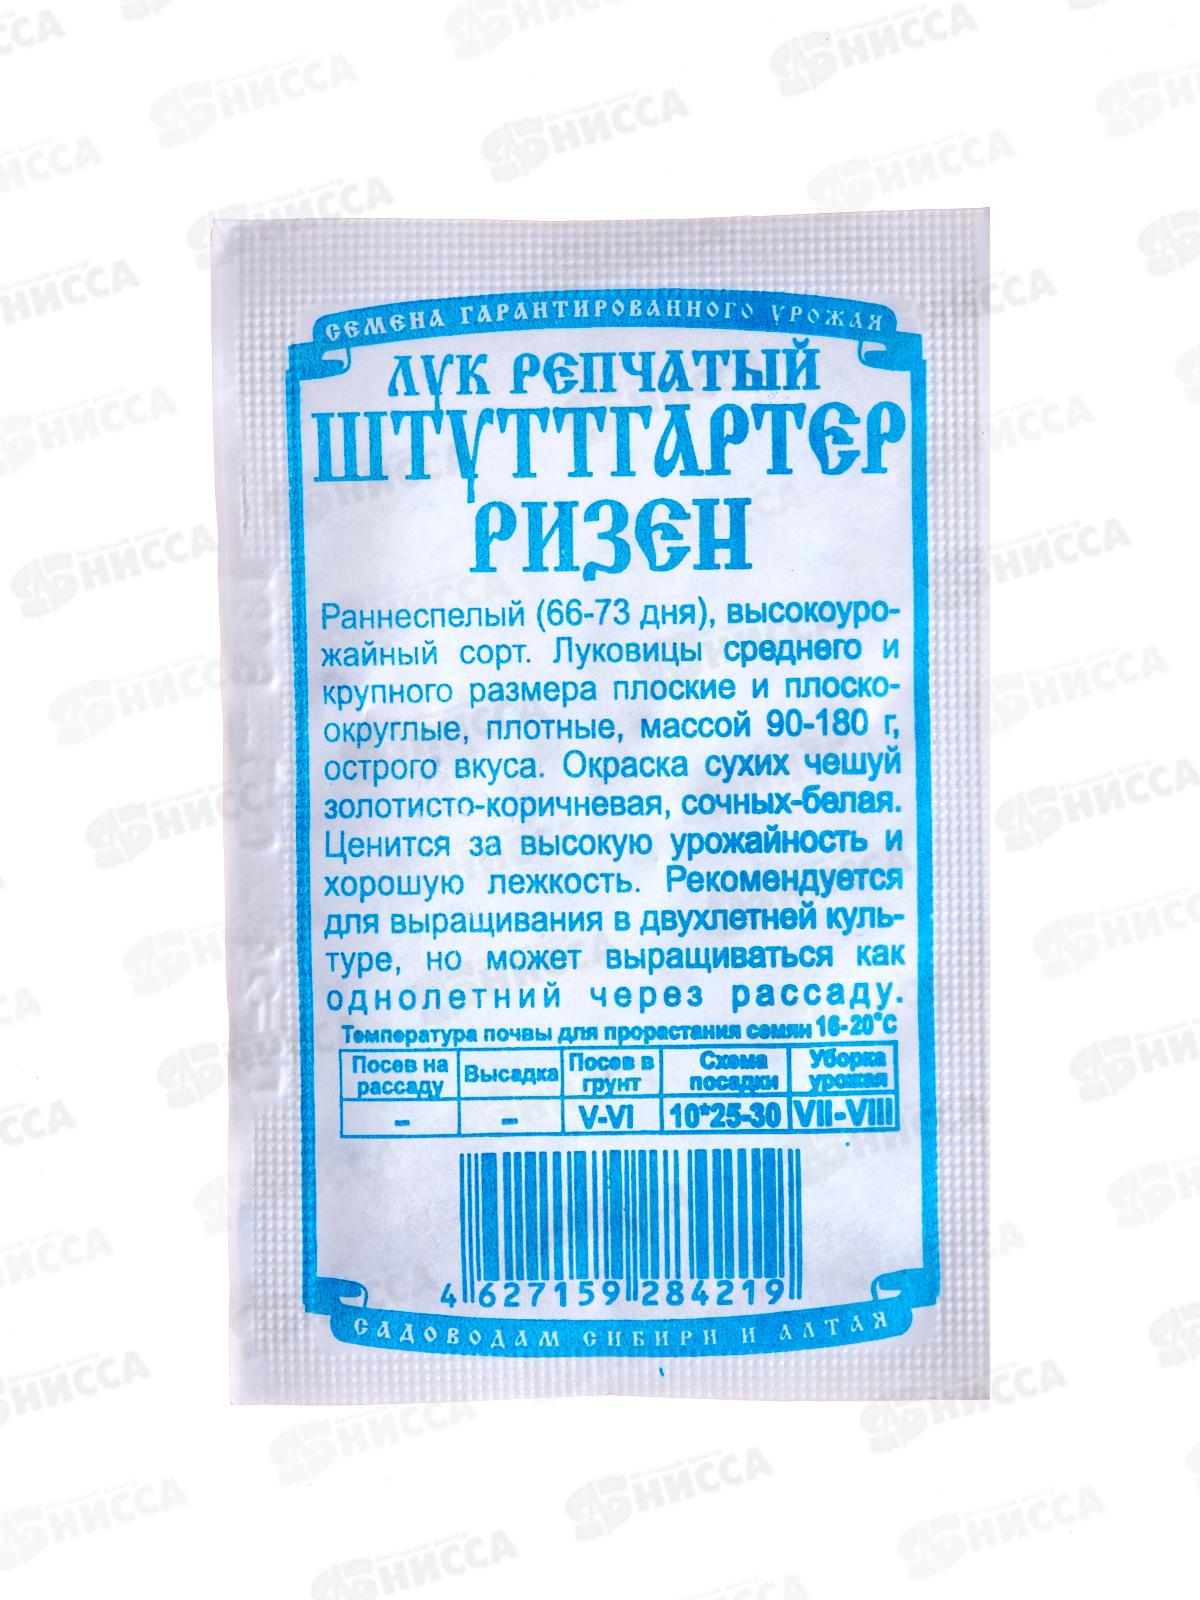 СЕМЕНА ГАРАНТИРОВАННОГО УРОЖАЯ
ЛУК РЕПЧАТЫЙ
ШТУТТГАРТЕР
РИЗЕН
Раннеспелый (66-73 дня), высокоуро-
жайный сорт. Луковицы среднего и
крупного размера плоские и плоско-
округлые, плотные, массой 90-180 г,
острого вкуса. Окраска сухих чешуй
золотисто-коричневая, сочных-белая.
Ценится за высокую урожайность и
хорошую лежкость. Рекомендуется
для выращивания в двухлетней куль-
туре, но может выращиваться как
однолетний через рассаду.
Температура почвы для прорастания семян 16-20°С
Посев на рассаду Высадка Посев в грунт Схема посадки Уборка урожая
- - V-VI 10*25-30 VII-VIII
4 627159 284219
САДОВОДАМ СИБИРИ И АЛТАЯ
НИССА